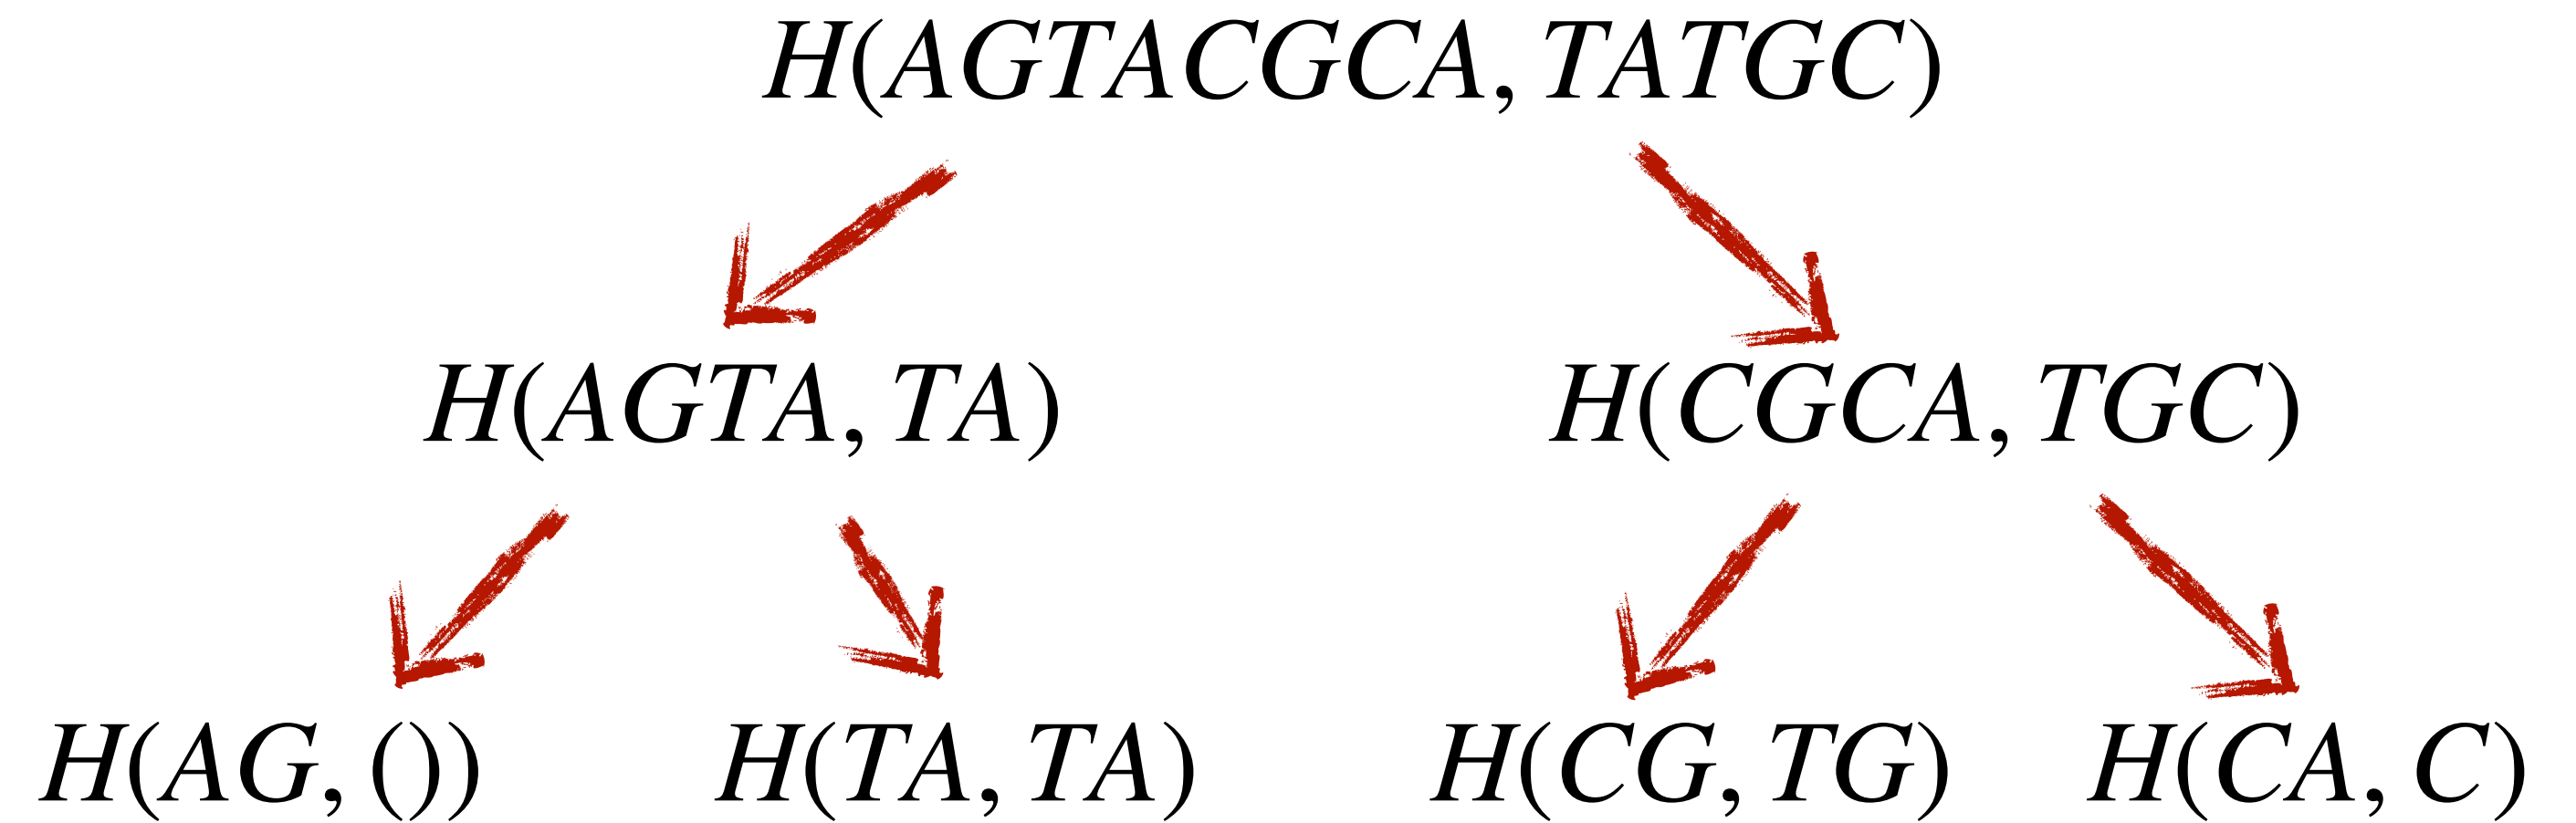 H(AGTACGCA, TATGC)
H(AGTA, TA) H(CGCA, TGC)
H(AG, ()) H(TA, TA) H(CG, TG) H(CA, C)